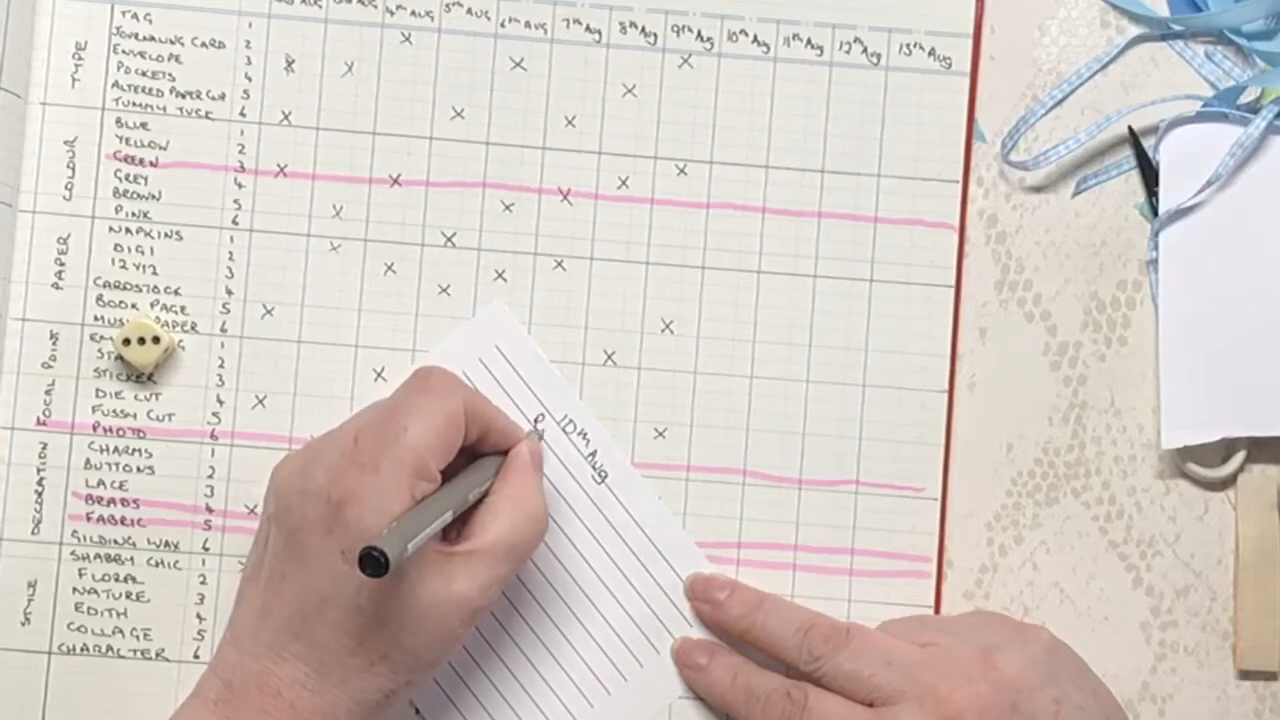 4th AUG 5th AUG 6th AUG 7th Aug 8th Aug 9th Aug 10th Aug 11th Aug 12th Aug 13th Aug
TYPE
TAG 1
JOURNALING CARD 2
ENVELOPE 3
POCKETS 4
ALTERED PAPER CLIP 5
TUMMY TUCK 6
COLOUR
BLUE 1
YELLOW 2
GREEN 3
GREY 4
BROWN 5
PINK 6
PAPER
NAPKINS 1
DIGI 2
12x12 3
CARDSTOCK 4
BOOK PAGE 5
PAPER 6
FOCAL POINT
1
2
STICKER 3
DIE CUT 4
FUSSY CUT 5
PHOTO 6
DECORATION
CHARMS 1
BUTTONS 2
LACE 3
BRADS 4
FABRIC 5
GILDING WAX 6
STYLE
SHABBY CHIC 1
FLORAL 2
NATURE 3
EDITH 4
COLLAGE 5
CHARACTER 6
10th Aug